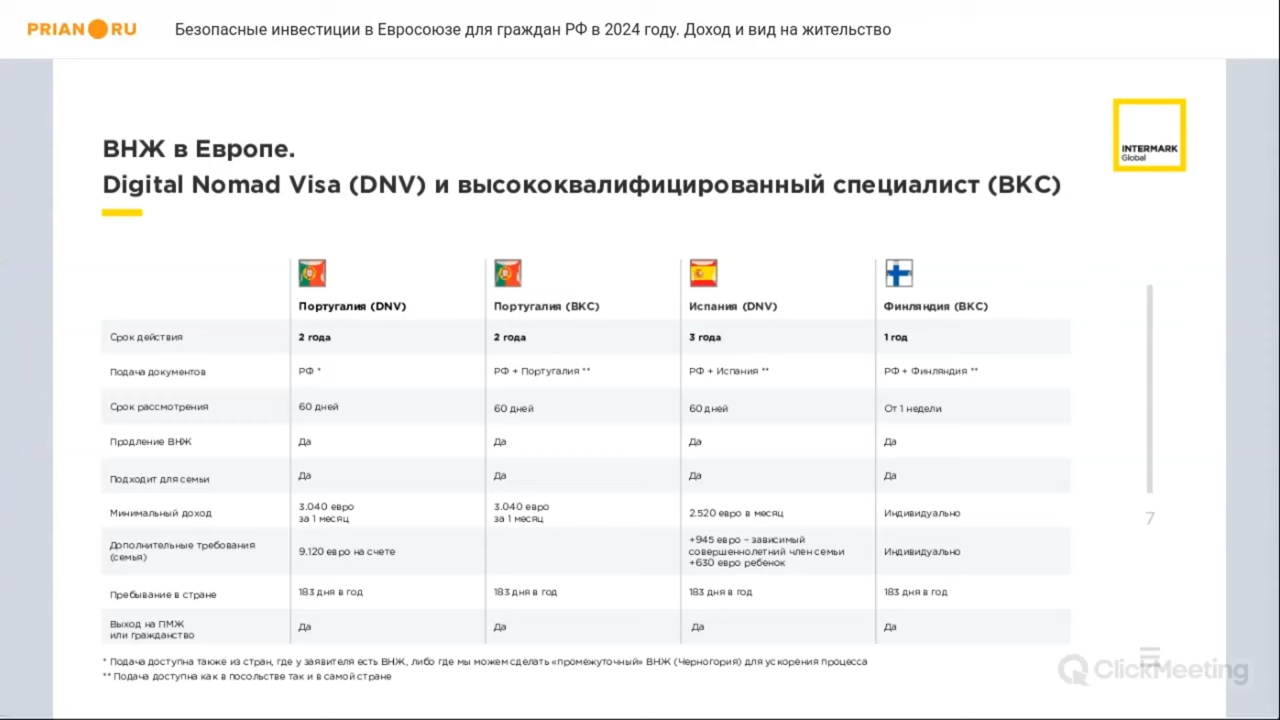 PRIAN RU
Безопасные инвестиции в Евросоюзе для граждан РФ в 2024 году. Доход и вид на жительство
INTERMARK
Global
ВНЖ в Европе.
Digital Nomad Visa (DNV) и высококвалифицированный специалист (ВКС)
Португалия (DNV) Португалия (ВКС) Испания (DNV) Финляндия (ВКС)
Срок действия 2 года 2 года 3 года 1 год
Подача документов РФ * РФ + Португалия ** РФ + Испания ** РФ + Финляндия **
Срок рассмотрения 60 дней 60 дней 60 дней От 1 недели
Продление ВНЖ Да Да Да Да
Подходит для семьи Да Да Да Да
Минимальный доход 3.040 евро за 1 месяц 3.040 евро за 1 месяц 2.520 евро в месяц Индивидуально
Дополнительные требования (семья) 9.120 евро на счете +945 евро – зависимый совершеннолетний член семьи +630 евро ребенок Индивидуально
Пребывание в стране 183 дня в год 183 дня в год 183 дня в год 183 дня в год
Выход на ПМЖ или гражданство Да Да Да Да
7
* Подача доступна также из стран, где у заявителя есть ВНЖ, либо где мы можем сделать «промежуточный» ВНЖ (Черногория) для ускорения процесса
** Подача доступна как в посольстве так и в самой стране
ClickMeeting